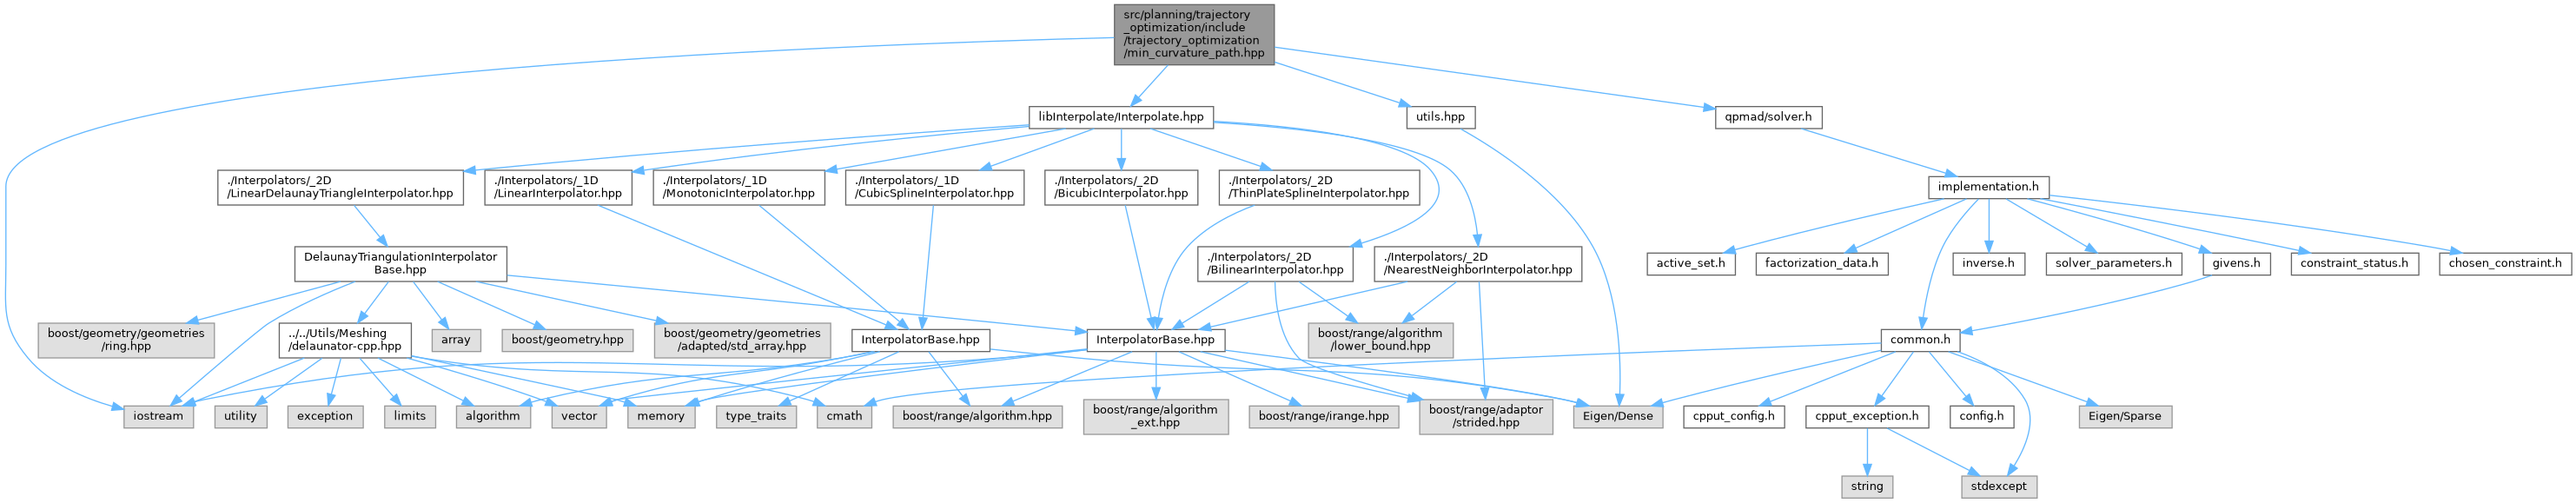 src/planning/trajectory
_optimization/include
/trajectory_optimization
/min_curvature_path.hpp
libInterpolate/Interpolate.hpp
utils.hpp
qpmad/solver.h
./Interpolators/_2D
/LinearDelaunayTriangleInterpolator.hpp
./Interpolators/_1D
/LinearInterpolator.hpp
./Interpolators/_1D
/MonotonicInterpolator.hpp
./Interpolators/_1D
/CubicSplineInterpolator.hpp
./Interpolators/_2D
/BicubicInterpolator.hpp
./Interpolators/_2D
/ThinPlateSplineInterpolator.hpp
implementation.h
DelaunayTriangulationInterpolator
Base.hpp
./Interpolators/_2D
/BilinearInterpolator.hpp
./Interpolators/_2D
/NearestNeighborInterpolator.hpp
active_set.h
factorization_data.h
inverse.h
solver_parameters.h
givens.h
constraint_status.h
chosen_constraint.h
boost/geometry/geometries
/ring.hpp
../../Utils/Meshing
/delaunator-cpp.hpp
array
boost/geometry.hpp
boost/geometry/geometries
/adapted/std_array.hpp
InterpolatorBase.hpp
InterpolatorBase.hpp
boost/range/algorithm
/lower_bound.hpp
common.h
iostream
utility
exception
limits
algorithm
vector
memory
type_traits
cmath
boost/range/algorithm.hpp
boost/range/algorithm
_ext.hpp
boost/range/irange.hpp
boost/range/adaptor
/strided.hpp
Eigen/Dense
cpput_config.h
cpput_exception.h
config.h
Eigen/Sparse
string
stdexcept